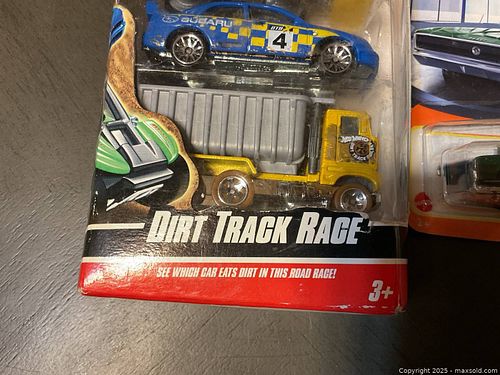 SUBARU
4
DIRT TRACK RACE
SEE WHICH CAR EATS DIRT IN THIS ROAD RACE!
3+
Copyright 2025 - maxsold.com